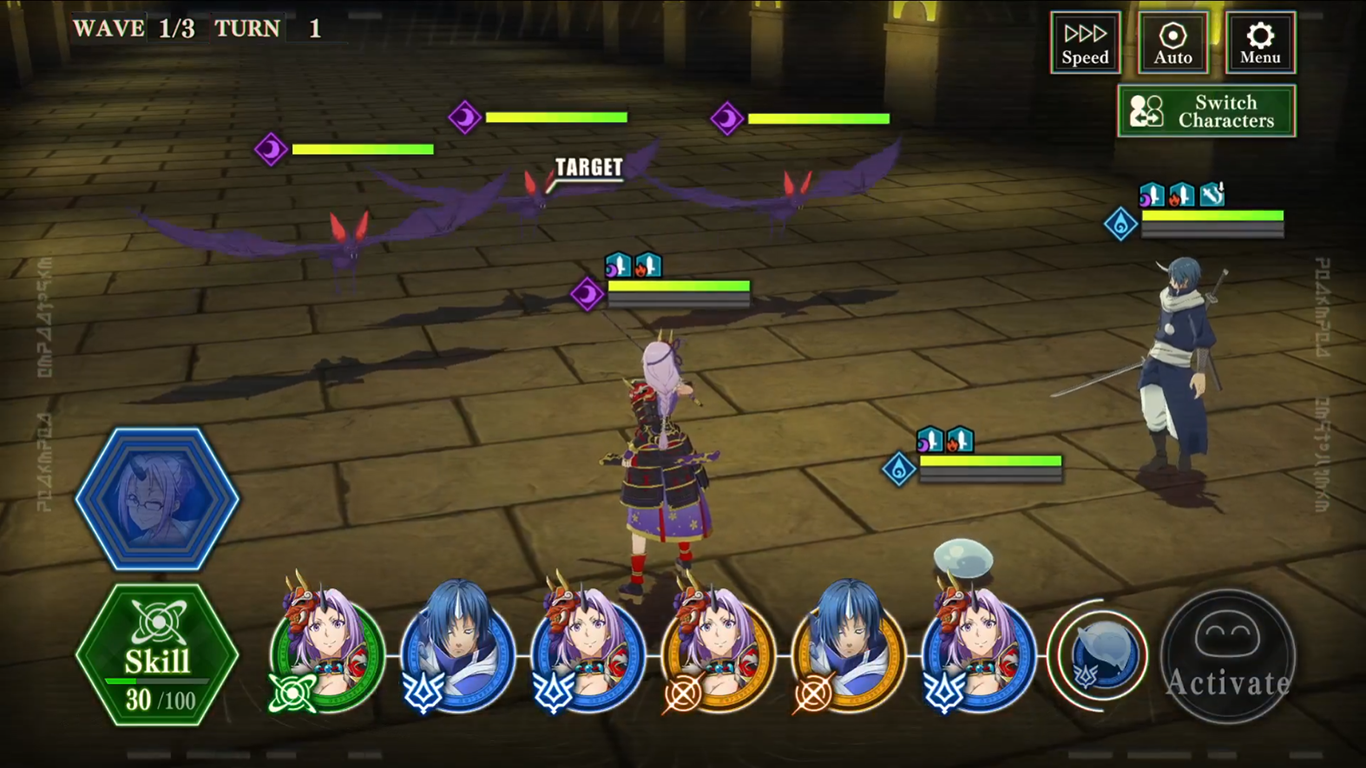 WAVE 1/3 TURN 1
Speed
Auto
Menu
Switch
Characters
TARGET
Skill
30 /100
Activate